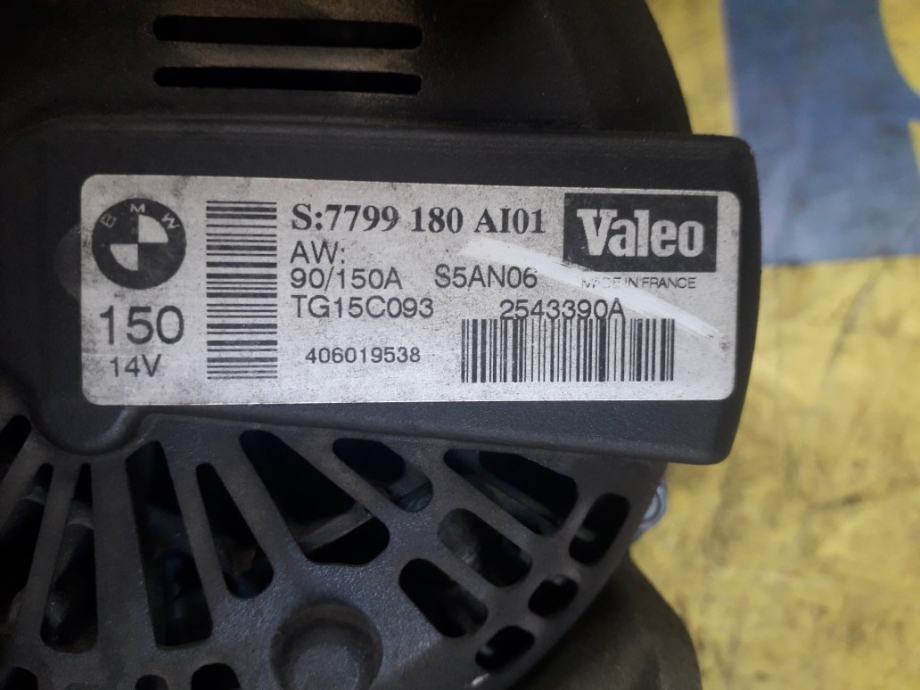 BMW
S:7799 180 AI01
Valeo
AW:
90/150A S5AN06
MADE IN FRANCE
TG15C093 2543390A
150
14V
406019538